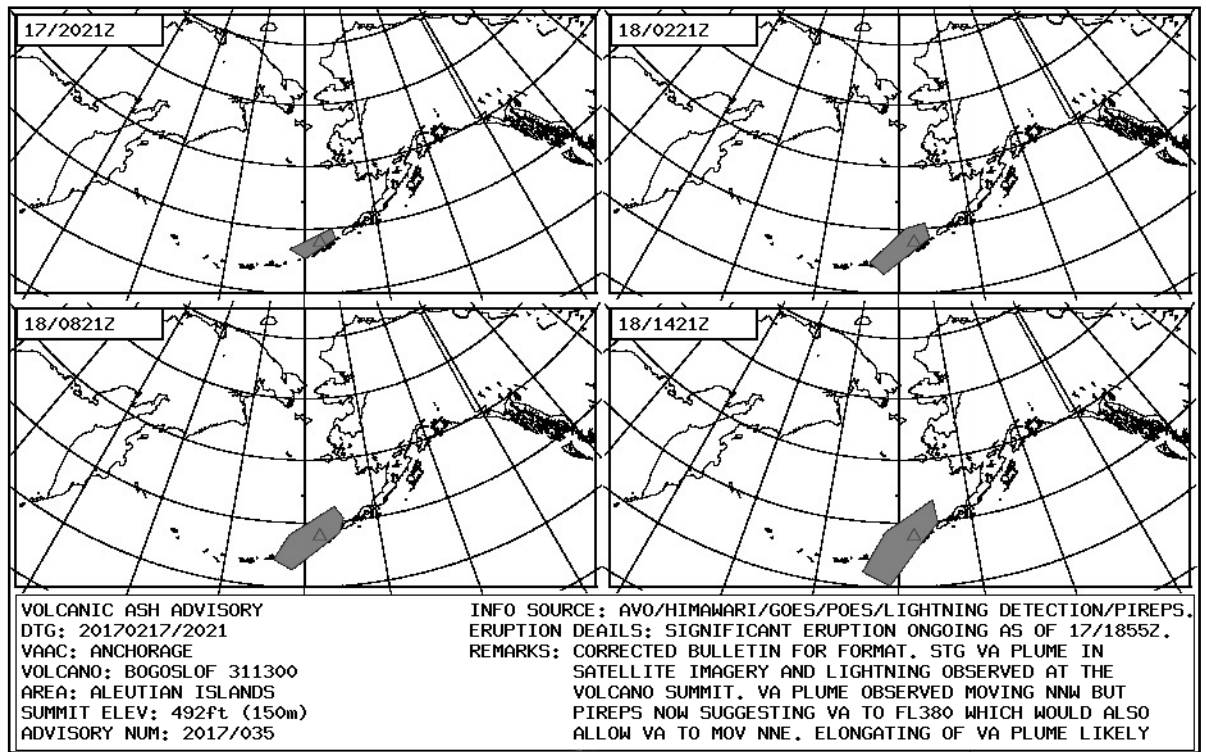 17/2021Z
18/0221Z
18/0821Z
18/1421Z
VOLCANIC ASH ADVISORY
DTG: 20170217/2021
VAAC: ANCHORAGE
VOLCANO: BOGOSLOF 311300
AREA: ALEUTIAN ISLANDS
SUMMIT ELEV: 492ft (150m)
ADVISORY NUM: 2017/035
INFO SOURCE: AVO/HIMAWARI/GOES/POES/LIGHTNING DETECTION/PIREPS.
ERUPTION DEAILS: SIGNIFICANT ERUPTION ONGOING AS OF 17/1855Z.
REMARKS: CORRECTED BULLETIN FOR FORMAT. STG VA PLUME IN
SATELLITE IMAGERY AND LIGHTNING OBSERVED AT THE
VOLCANO SUMMIT. VA PLUME OBSERVED MOVING NNW BUT
PIREPS NOW SUGGESTING VA TO FL380 WHICH WOULD ALSO
ALLOW VA TO MOV NNE. ELONGATING OF VA PLUME LIKELY